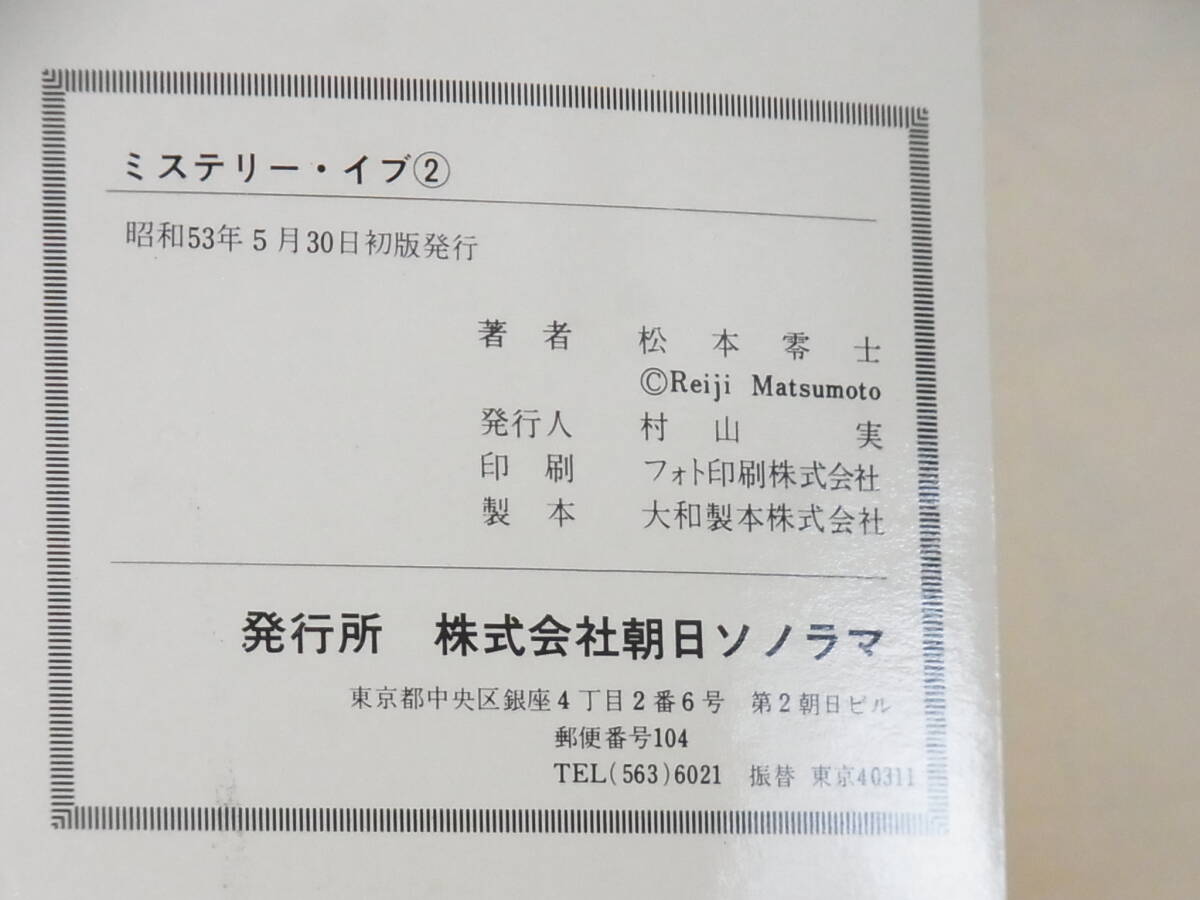 ミステリー・イブ②
昭和53年5月30日初版発行
著者 松本零士
©Reiji Matsumoto
発行人 村山実
印刷 フォト印刷株式会社
製本 大和製本株式会社
発行所 株式会社朝日ソノラマ
東京都中央区銀座4丁目2番6号 第2朝日ビル
郵便番号104
TEL(563)6021 振替 東京40311